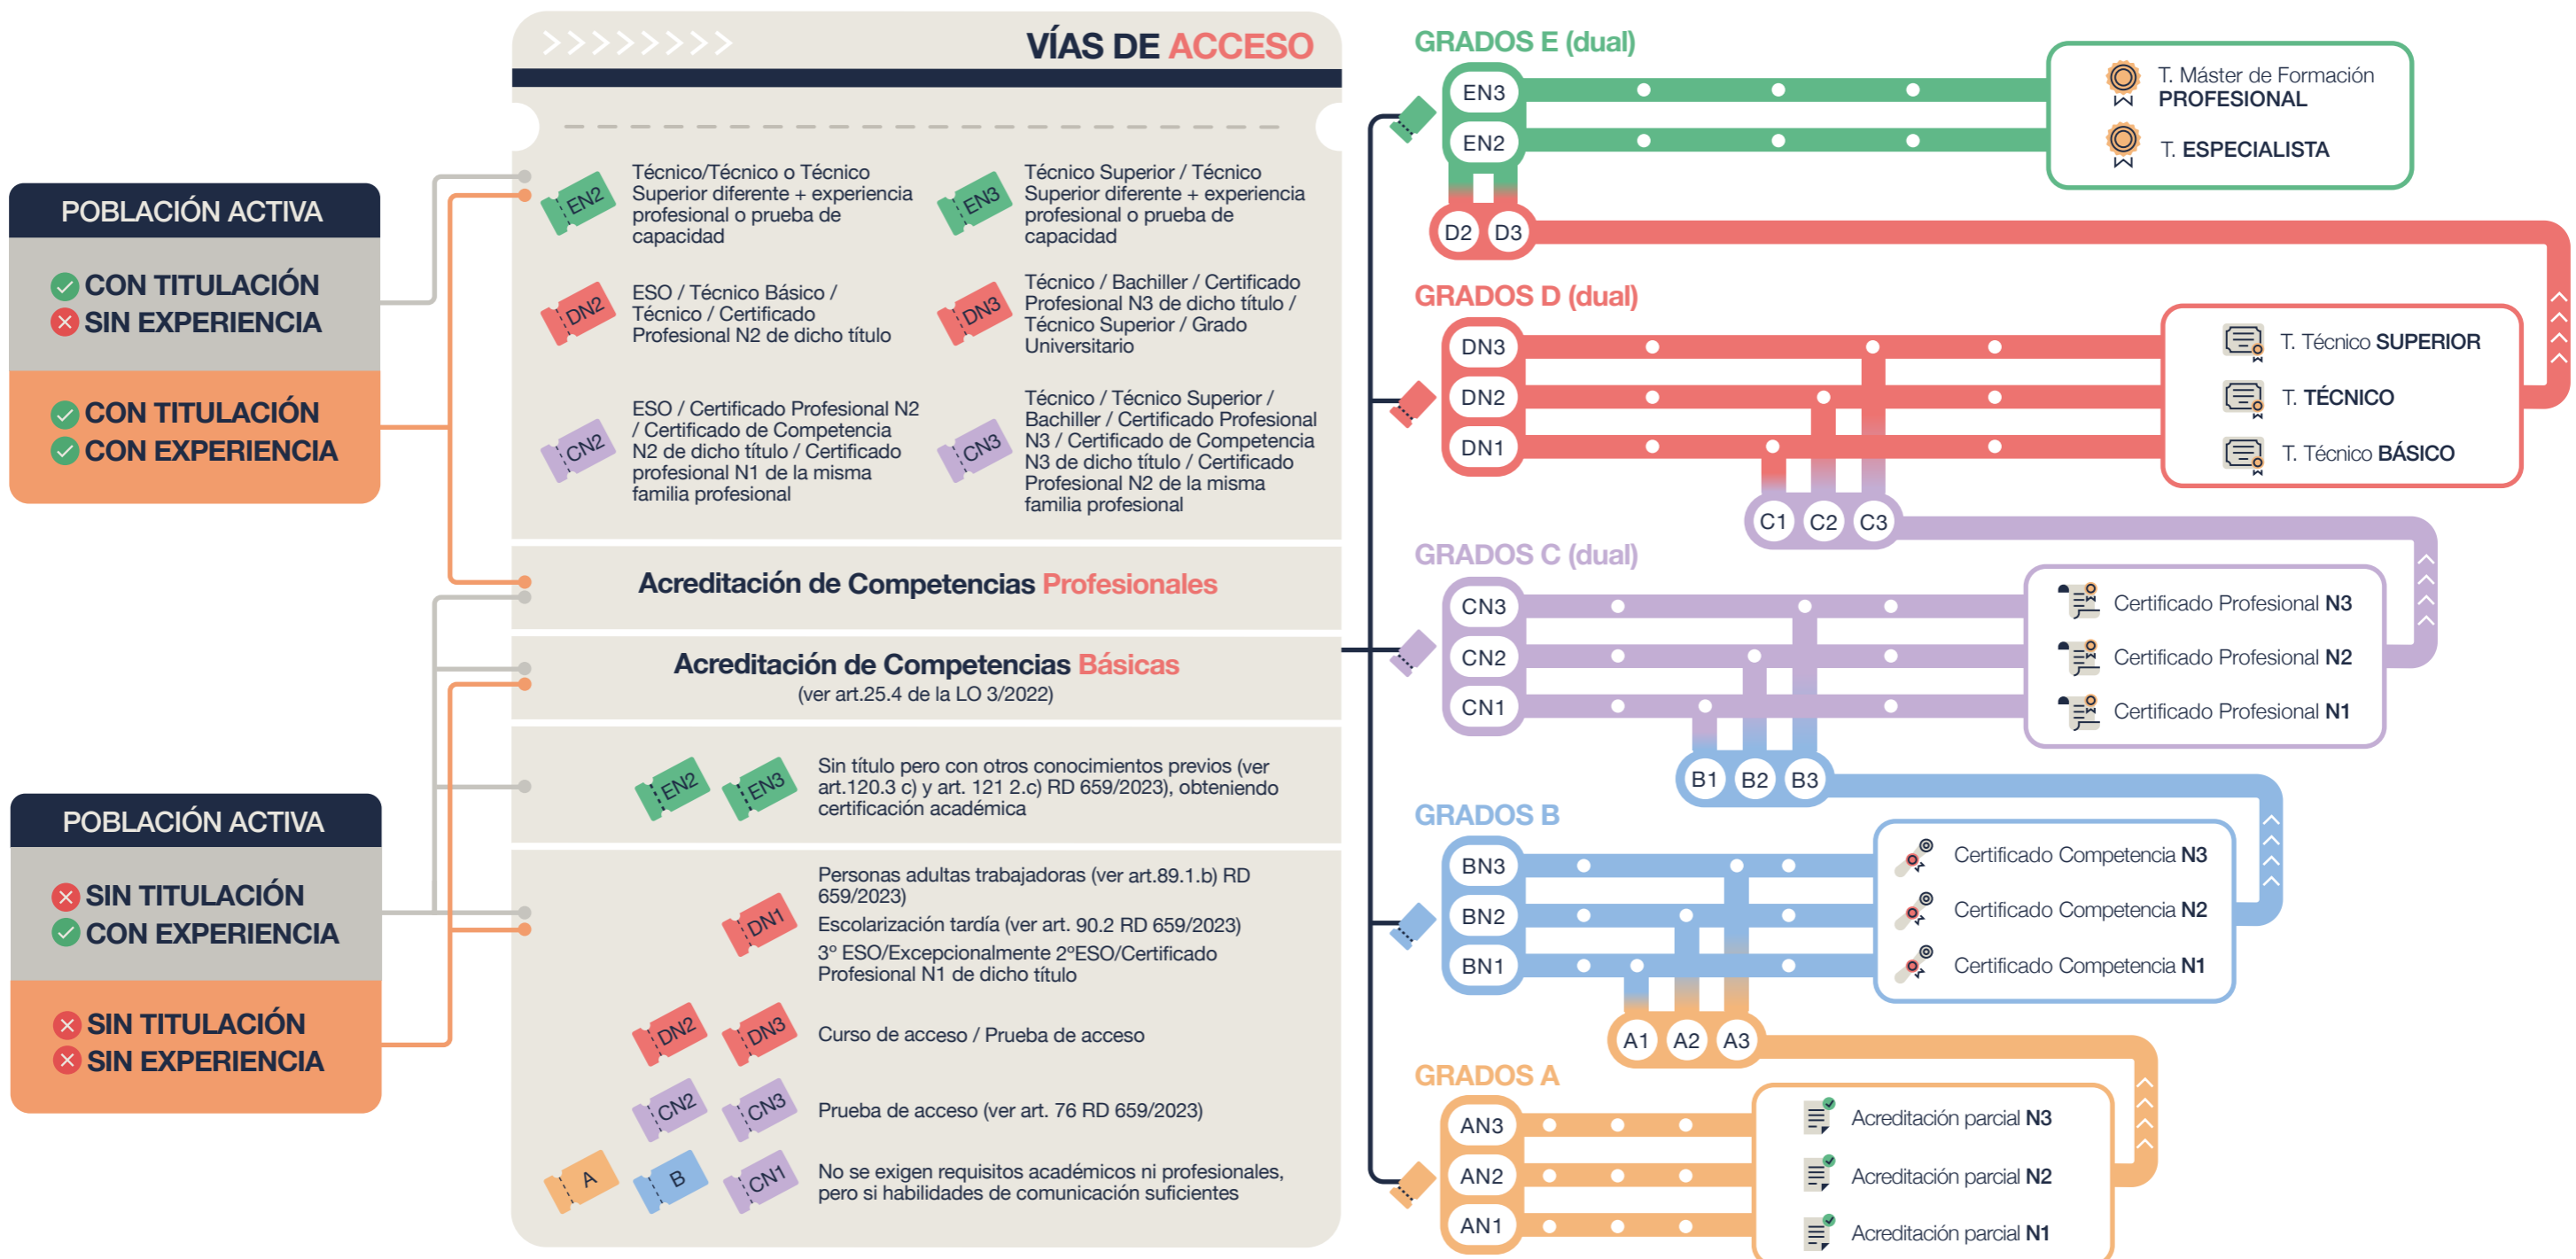 VÍAS DE ACCESO
POBLACIÓN ACTIVA
CON TITULACIÓN
SIN EXPERIENCIA
CON TITULACIÓN
CON EXPERIENCIA
POBLACIÓN ACTIVA
SIN TITULACIÓN
CON EXPERIENCIA
SIN TITULACIÓN
SIN EXPERIENCIA
EN2
Técnico/Técnico o Técnico
Superior diferente + experiencia
profesional o prueba de
capacidad
EN3
Técnico Superior / Técnico
Superior diferente + experiencia
profesional o prueba de
capacidad
DN2
ESO / Técnico Básico /
Técnico / Certificado
Profesional N2 de dicho título
DN3
Técnico / Bachiller / Certificado
Profesional N3 de dicho título /
Técnico Superior / Grado
Universitario
CN2
ESO / Certificado Profesional N2
/ Certificado de Competencia
N2 de dicho título / Certificado
profesional N1 de la misma
familia profesional
CN3
Técnico / Técnico Superior /
Bachiller / Certificado Profesional
N3 / Certificado de Competencia
N3 de dicho título / Certificado
Profesional N2 de la misma
familia profesional
Acreditación de Competencias Profesionales
Acreditación de Competencias Básicas
(ver art.25.4 de la LO 3/2022)
EN2 EN3
Sin título pero con otros conocimientos previos (ver
art.120.3 c) y art. 121 2.c) RD 659/2023), obteniendo
certificación académica
DN1
Personas adultas trabajadoras (ver art.89.1.b) RD
659/2023)
Escolarización tardía (ver art. 90.2 RD 659/2023)
3º ESO/Excepcionalmente 2ºESO/Certificado
Profesional N1 de dicho título
DN2 DN3
Curso de acceso / Prueba de acceso
CN2 CN3
Prueba de acceso (ver art. 76 RD 659/2023)
A B CN1
No se exigen requisitos académicos ni profesionales,
pero si habilidades de comunicación suficientes
GRADOS E (dual)
EN3
EN2
T. Máster de Formación
PROFESIONAL
T. ESPECIALISTA
D2 D3
GRADOS D (dual)
DN3
DN2
DN1
T. Técnico SUPERIOR
T. TÉCNICO
T. Técnico BÁSICO
C1 C2 C3
GRADOS C (dual)
CN3
CN2
CN1
Certificado Profesional N3
Certificado Profesional N2
Certificado Profesional N1
B1 B2 B3
GRADOS B
BN3
BN2
BN1
Certificado Competencia N3
Certificado Competencia N2
Certificado Competencia N1
A1 A2 A3
GRADOS A
AN3
AN2
AN1
Acreditación parcial N3
Acreditación parcial N2
Acreditación parcial N1